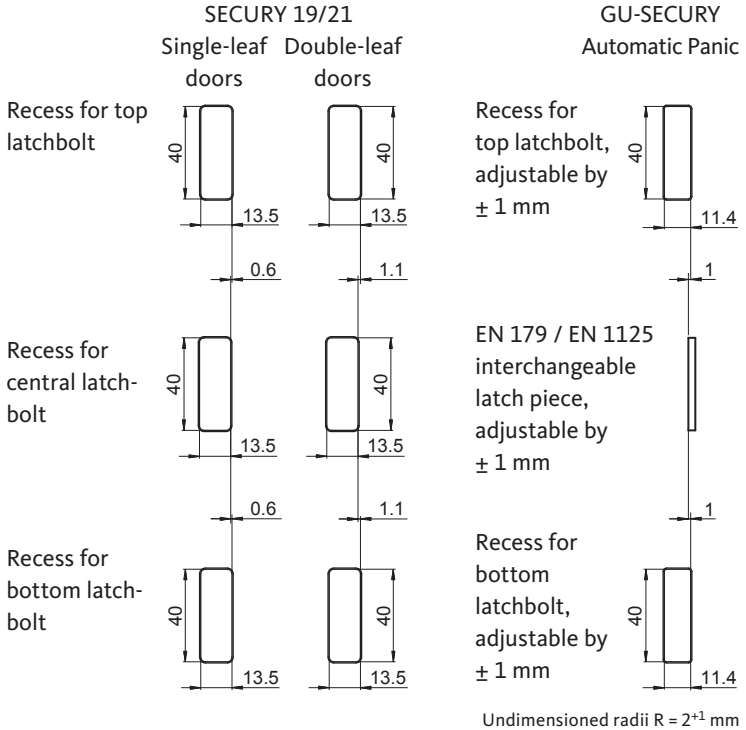 SECURY 19/21
Single-leaf doors
Double-leaf doors
GU-SECURY
Automatic Panic
Recess for top
latchbolt
40
13.5
40
13.5
Recess for
top latchbolt,
adjustable by
± 1 mm
40
11.4
0.6
1.1
1
Recess for
central latch-
bolt
40
13.5
40
13.5
EN 179 / EN 1125
interchangeable
latch piece,
adjustable by
± 1 mm
0.6
1.1
1
Recess for
bottom latch-
bolt
40
13.5
40
13.5
Recess for
bottom
latchbolt,
adjustable by
± 1 mm
40
11.4
Undimensioned radii R = 2⁺¹ mm